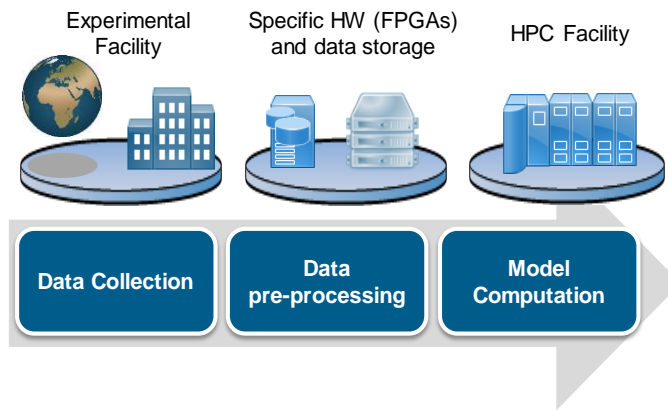 Experimental
Facility
Specific HW (FPGAs)
and data storage
HPC Facility
Data Collection
Data
pre-processing
Model
Computation